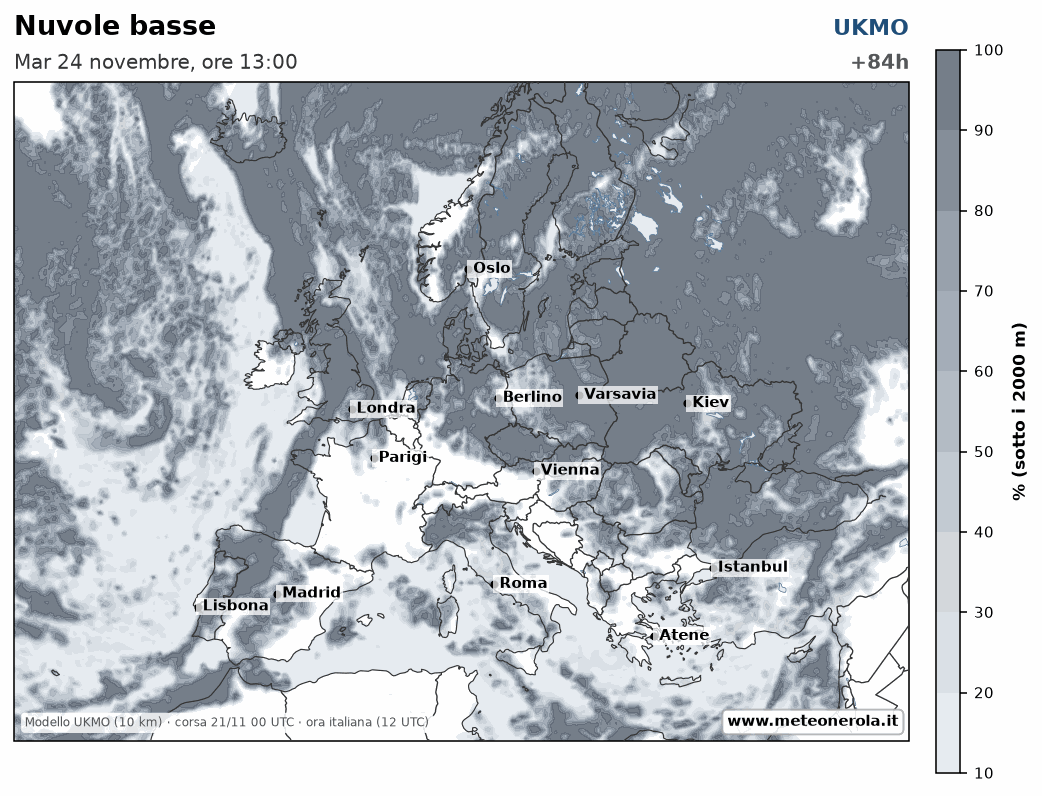 Nuvole basse
UKMO
Mar 24 novembre, ore 13:00
+84h
100
90
80
70
60
50
40
30
20
10
% (sotto i 2000 m)
Oslo
Berlino
Varsavia
Kiev
Londra
Parigi
Vienna
Istanbul
Roma
Madrid
Lisbona
Atene
Modello UKMO (10 km) · corsa 21/11 00 UTC · ora italiana (12 UTC)
www.meteonerola.it